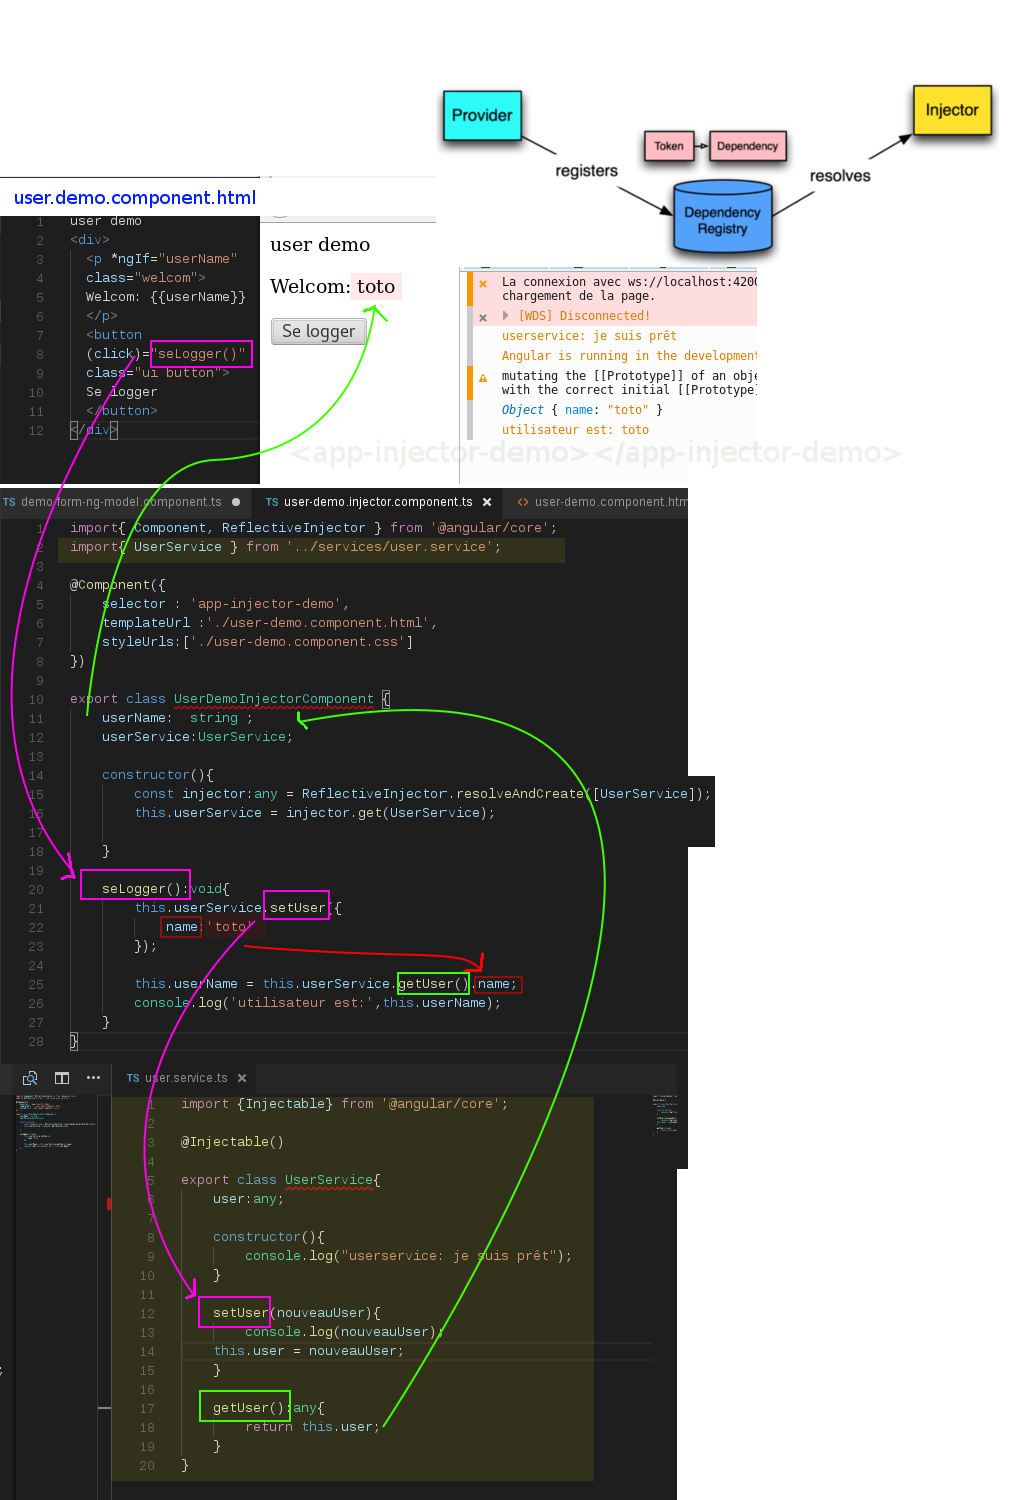 Provider
Injector
Token
Dependency
registers
resolves
Dependency
Registry
user.demo.component.html
1 user demo
2 <div>
3 <p *ngIf="userName"
4 class="welcom">
5 Welcom: {{userName}}
6 </p>
7 <button
8 (click)="seLogger()"
9 class="ui button">
10 Se logger
11 </button>
12 </div>
user demo
Welcom: toto
Se logger
La connexion avec ws://localhost:4200
chargement de la page.
[WDS] Disconnected!
userservice: je suis prêt
Angular is running in the development
mutating the [[Prototype]] of an obje
with the correct initial [[Prototype]
Object { name: "toto" }
utilisateur est: toto
<app-injector-demo></app-injector-demo>
TS demo-form-ng-model.component.ts
TS user-demo.injector.component.ts
<> user-demo.component.htm
1 import{ Component, ReflectiveInjector } from '@angular/core';
2 import{ UserService } from '../services/user.service';
3
4 @Component({
5 selector : 'app-injector-demo',
6 templateUrl :'./user-demo.component.html',
7 styleUrls:['./user-demo.component.css']
8 })
9
10 export class UserDemoInjectorComponent {
11 userName: string ;
12 userService:UserService;
13
14 constructor(){
15 const injector:any = ReflectiveInjector.resolveAndCreate([UserService]);
16 this.userService = injector.get(UserService);
17
18 }
19
20 seLogger():void{
21 this.userService.setUser({
22 name:'toto'
23 });
24
25 this.userName = this.userService.getUser().name;
26 console.log('utilisateur est:',this.userName);
27 }
28 }
TS user.service.ts
1 import {Injectable} from '@angular/core';
2
3 @Injectable()
4
5 export class UserService{
6 user:any;
7
8 constructor(){
9 console.log("userservice: je suis prêt");
10 }
11
12 setUser(nouveauUser){
13 console.log(nouveauUser);
14 this.user = nouveauUser;
15 }
16
17 getUser():any{
18 return this.user;
19 }
20 }